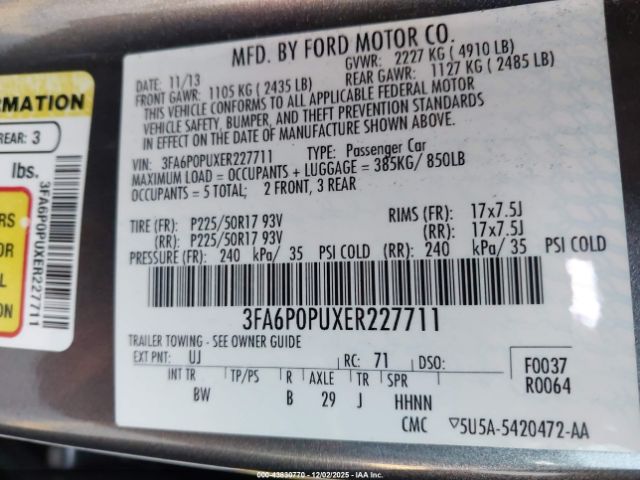 MFD. BY FORD MOTOR CO.
DATE: 11/13
GVWR: 2227 KG (4910 LB)
FRONT GAWR: 1105 KG (2435 LB)
REAR GAWR: 1127 KG (2485 LB)
THIS VEHICLE CONFORMS TO ALL APPLICABLE FEDERAL MOTOR
VEHICLE SAFETY, BUMPER, AND THEFT PREVENTION STANDARDS
IN EFFECT ON THE DATE OF MANUFACTURE SHOWN ABOVE.
VIN: 3FA6P0PUXER227711 TYPE: Passenger Car
MAXIMUM LOAD = OCCUPANTS + LUGGAGE = 385KG/ 850LB
OCCUPANTS = 5 TOTAL; 2 FRONT, 3 REAR
TIRE (FR): P225/50R17 93V RIMS (FR): 17x7.5J
(RR): P225/50R17 93V (RR): 17x7.5J
PRESSURE (FR): 240 kPa/ 35 PSI COLD (RR): 240 kPa/ 35 PSI COLD
3FA6P0PUXER227711
TRAILER TOWING - SEE OWNER GUIDE
EXT PNT: UJ RC: 71 DSO:
F0037
R0064
INT TR TP/PS R AXLE TR SPR
BW B 29 J HHNN
CMC 5U5A-5420472-AA
RMATION
REAR: 3
lbs.
3FA6P0PUXER227711
RS
OR
L
ON
000-43830770 - 12/02/2025 - IAAI.COM